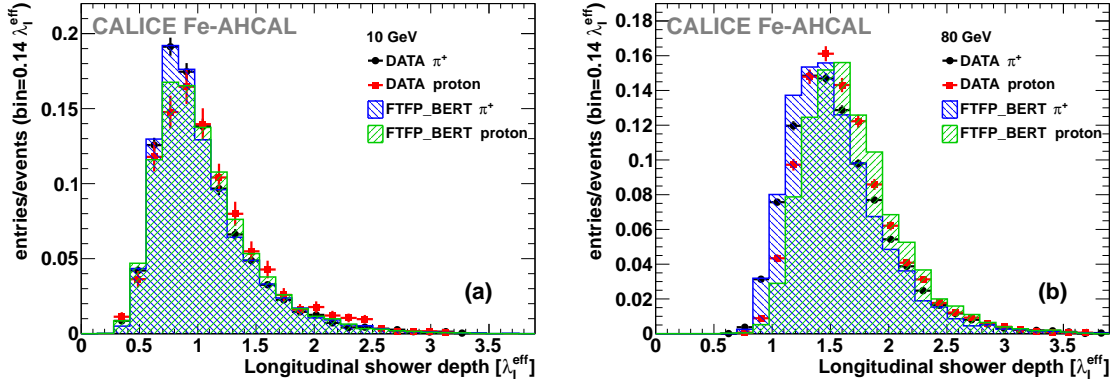 CALICE Fe-AHCAL
10 GeV
DATA π⁺
DATA proton
FTFP_BERT π⁺
FTFP_BERT proton
(a)
entries/events (bin=0.14 λ_I^eff)
0.2
0.15
0.1
0.05
0
0 0.5 1 1.5 2 2.5 3 3.5
Longitudinal shower depth [λ_I^eff]
CALICE Fe-AHCAL
80 GeV
DATA π⁺
DATA proton
FTFP_BERT π⁺
FTFP_BERT proton
(b)
entries/events (bin=0.14 λ_I^eff)
0.18
0.16
0.14
0.12
0.1
0.08
0.06
0.04
0.02
0
0 0.5 1 1.5 2 2.5 3 3.5
Longitudinal shower depth [λ_I^eff]